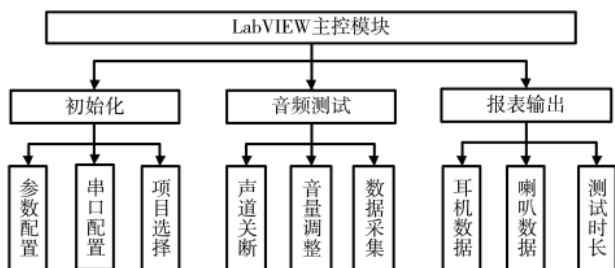 LabVIEW主控模块
初始化
音频测试
报表输出
参数配置
串口配置
项目选择
声道关断
音量调整
数据采集
耳机数据
喇叭数据
测试时长